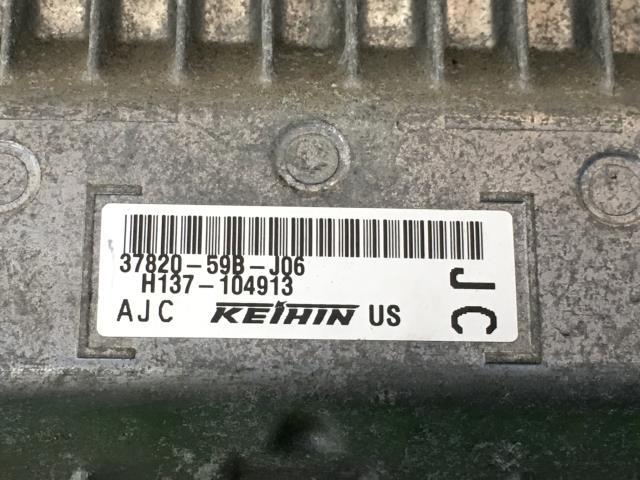 37820-59B-J06
H137-104913
AJC KEIHIN US
JC